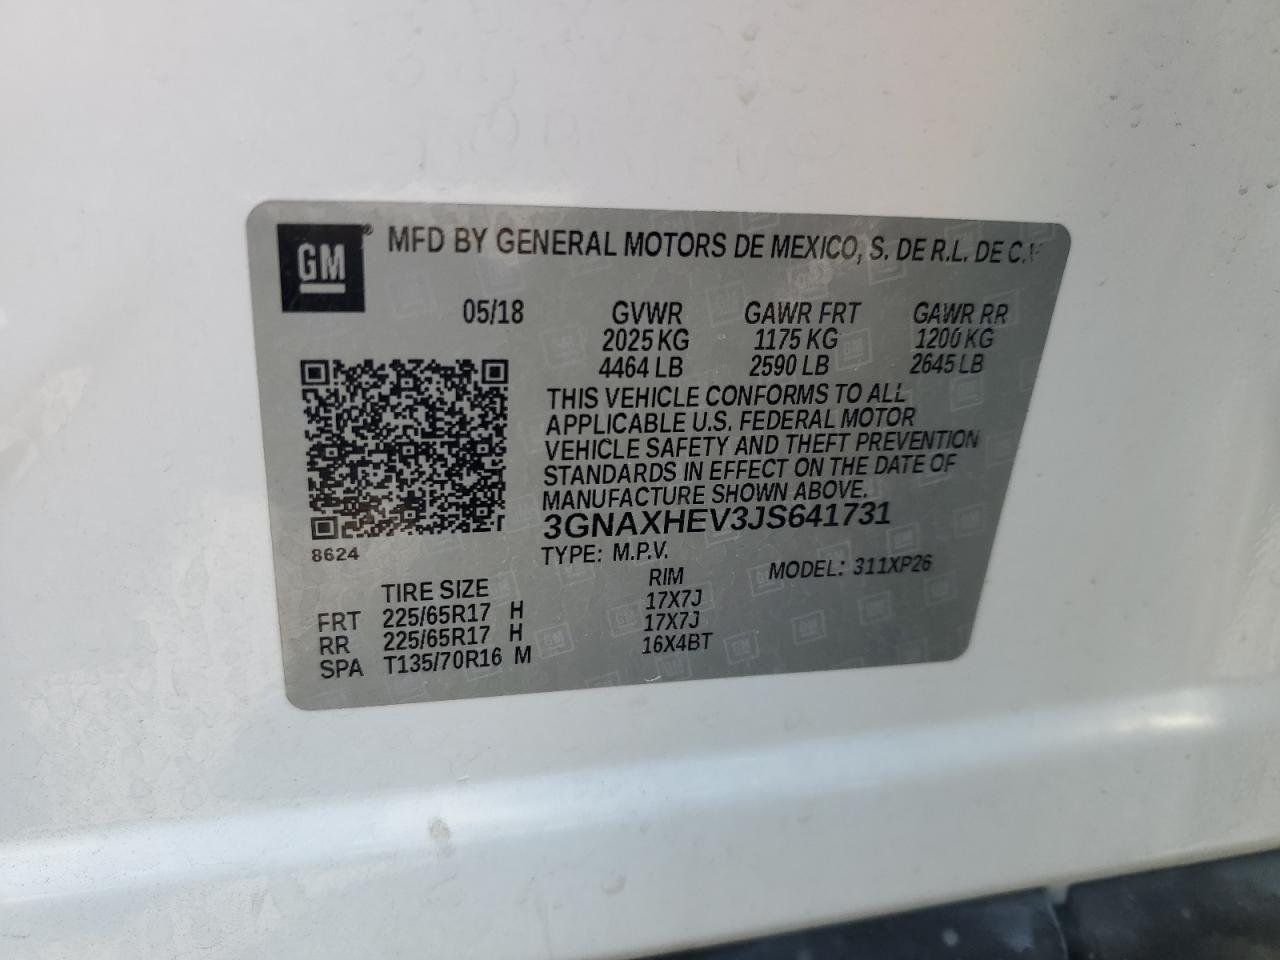 GM® MFD BY GENERAL MOTORS DE MEXICO, S. DE R.L. DE C.V
05/18 GVWR GAWR FRT GAWR RR
2025 KG 1175 KG 1200 KG
4464 LB 2590 LB 2645 LB
THIS VEHICLE CONFORMS TO ALL
APPLICABLE U.S. FEDERAL MOTOR
VEHICLE SAFETY AND THEFT PREVENTION
STANDARDS IN EFFECT ON THE DATE OF
MANUFACTURE SHOWN ABOVE.
3GNAXHEV3JS641731
8624 TYPE: M.P.V. MODEL: 311XP26
TIRE SIZE RIM
FRT 225/65R17 H 17X7J
RR 225/65R17 H 17X7J
SPA T135/70R16 M 16X4BT